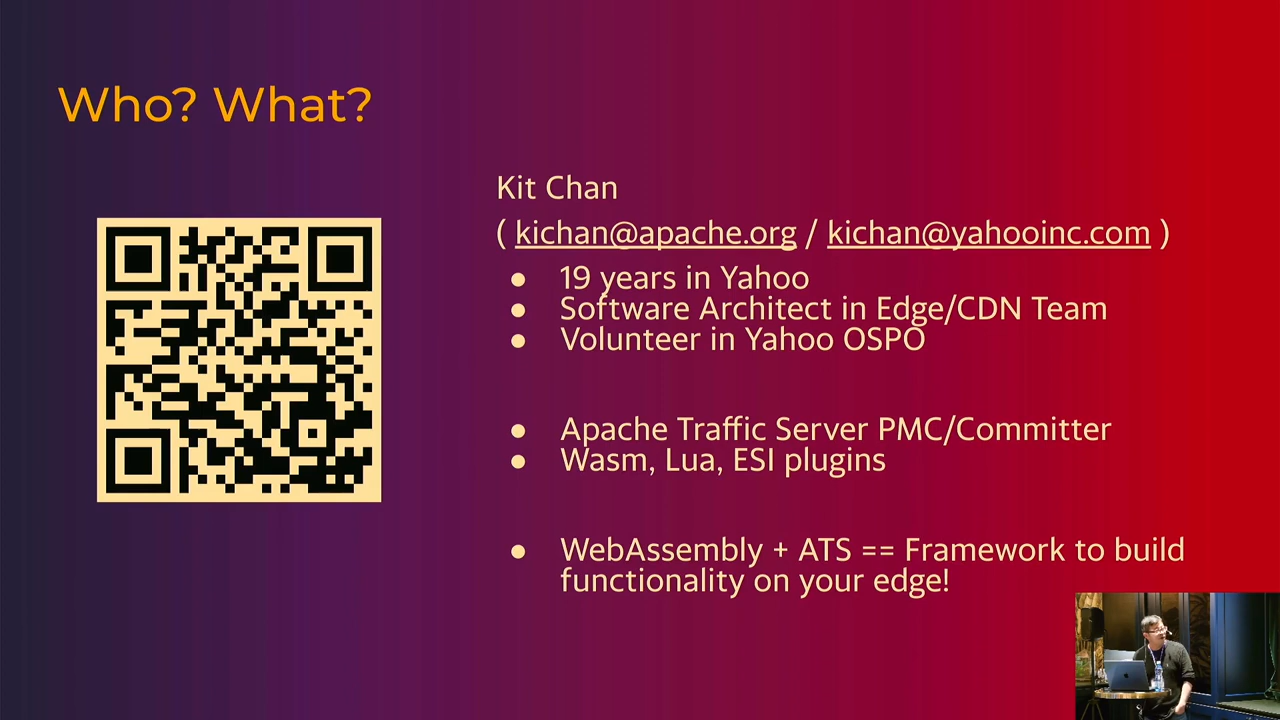 Who? What?
Kit Chan
( kichan@apache.org / kichan@yahooinc.com )
● 19 years in Yahoo
● Software Architect in Edge/CDN Team
● Volunteer in Yahoo OSPO
● Apache Traffic Server PMC/Committer
● Wasm, Lua, ESI plugins
● WebAssembly + ATS == Framework to build
functionality on your edge!